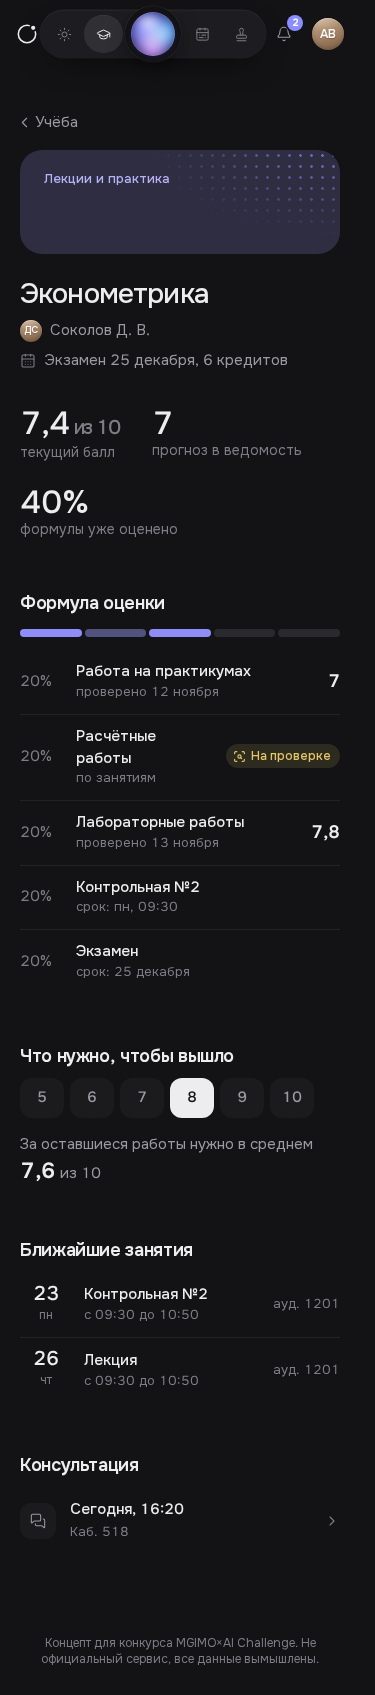 2
АВ
Учёба
Лекции и практика
Эконометрика
ДС Соколов Д. В.
Экзамен 25 декабря, 6 кредитов
7,4 из 10
текущий балл
7
прогноз в ведомость
40%
формулы уже оценено
Формула оценки
20%
Работа на практикумах
проверено 12 ноября
7
20%
Расчётные
работы
по занятиям
На проверке
20%
Лабораторные работы
проверено 13 ноября
7,8
20%
Контрольная №2
срок: пн, 09:30
20%
Экзамен
срок: 25 декабря
Что нужно, чтобы вышло
5 6 7 8 9 10
За оставшиеся работы нужно в среднем
7,6 из 10
Ближайшие занятия
23
пн
Контрольная №2
с 09:30 до 10:50
ауд. 1201
26
чт
Лекция
с 09:30 до 10:50
ауд. 1201
Консультация
Сегодня, 16:20
Каб. 518
Концепт для конкурса MGIMO×AI Challenge. Не
официальный сервис, все данные вымышлены.